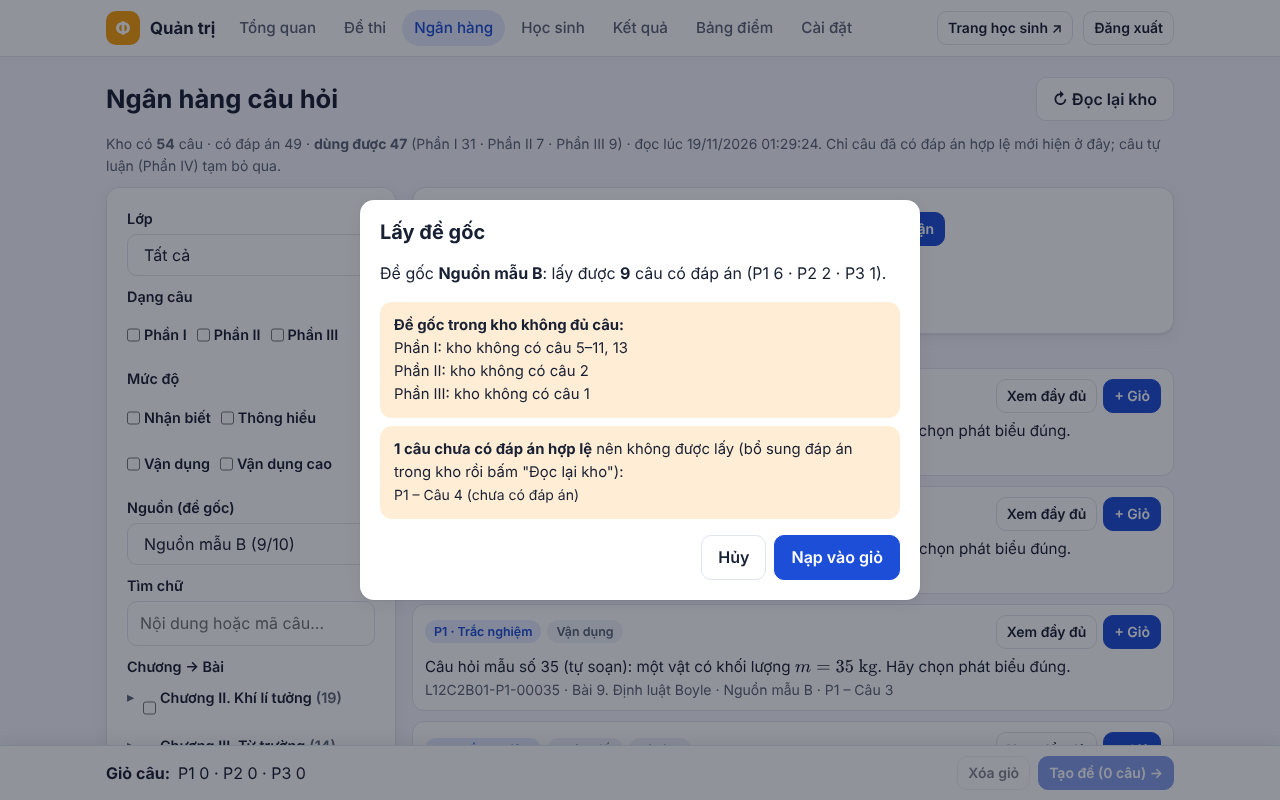 Φ Quản trị Tổng quan Đề thi Ngân hàng Học sinh Kết quả Bảng điểm Cài đặt Trang học sinh ↗ Đăng xuất
Ngân hàng câu hỏi ↻ Đọc lại kho
Kho có 54 câu · có đáp án 49 · dùng được 47 (Phần I 31 · Phần II 7 · Phần III 9) · đọc lúc 19/11/2026 01:29:24. Chỉ câu đã có đáp án hợp lệ mới hiện ở đây; câu tự
luận (Phần IV) tạm bỏ qua.
Lớp
Tất cả
Dạng câu
Phần I Phần II Phần III
Mức độ
Nhận biết Thông hiểu
Vận dụng Vận dụng cao
Nguồn (đề gốc)
Nguồn mẫu B (9/10)
Tìm chữ
Nội dung hoặc mã câu...
Chương → Bài
Chương II. Khí lí tưởng (19)
Lấy đề gốc
Đề gốc Nguồn mẫu B: lấy được 9 câu có đáp án (P1 6 · P2 2 · P3 1).
Đề gốc trong kho không đủ câu:
Phần I: kho không có câu 5–11, 13
Phần II: kho không có câu 2
Phần III: kho không có câu 1
1 câu chưa có đáp án hợp lệ nên không được lấy (bổ sung đáp án
trong kho rồi bấm "Đọc lại kho"):
P1 – Câu 4 (chưa có đáp án)
Hủy Nạp vào giỏ
Xem đầy đủ + Giỏ
chọn phát biểu đúng.
Xem đầy đủ + Giỏ
chọn phát biểu đúng.
P1 · Trắc nghiệm Vận dụng Xem đầy đủ + Giỏ
Câu hỏi mẫu số 35 (tự soạn): một vật có khối lượng m = 35 kg. Hãy chọn phát biểu đúng.
L12C2B01-P1-00035 · Bài 9. Định luật Boyle · Nguồn mẫu B · P1 – Câu 3
Giỏ câu: P1 0 · P2 0 · P3 0 Xóa giỏ Tạo đề (0 câu) →